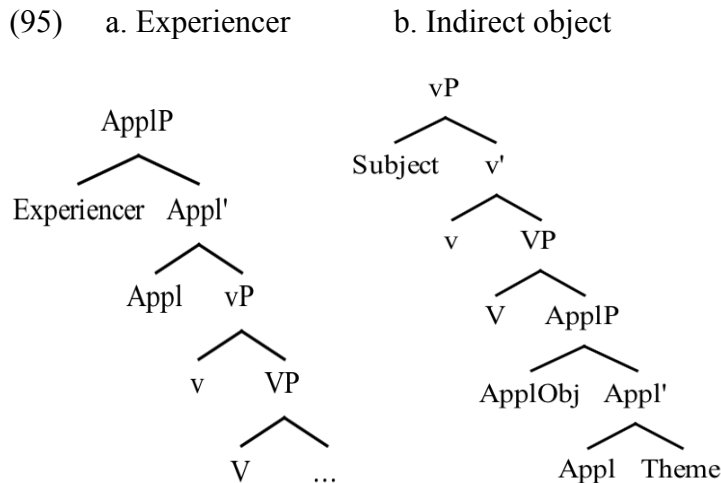 (95) a. Experiencer b. Indirect object
vP
ApplP
Subject v'
Experiencer Appl'
v VP
Appl vP
V ApplP
v VP
ApplObj Appl'
V ...
Appl Theme